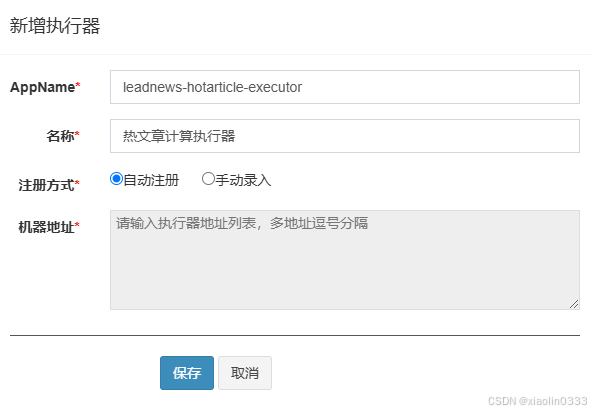 新增执行器
AppName* leadnews-hotarticle-executor
名称* 热文章计算执行器
注册方式* 自动注册 手动录入
机器地址* 请输入执行器地址列表，多地址逗号分隔
保存 取消
CSDN @xiaolin0333